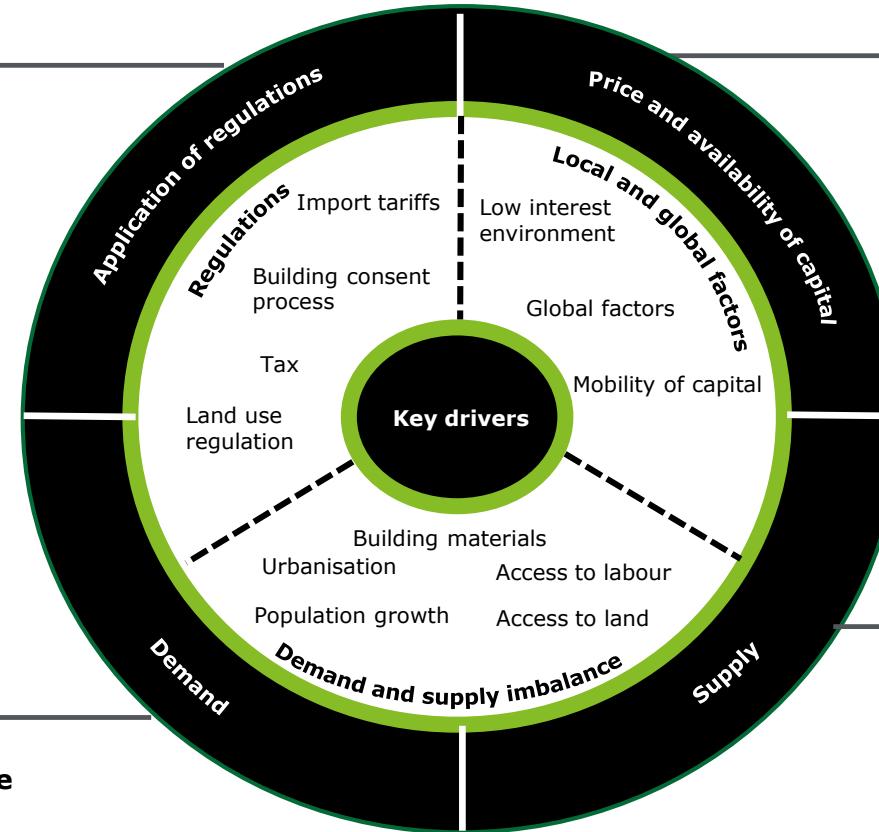 Application of regulations
Price and availability of capital
Regulations
Local and global factors
Import tariffs
Low interest
environment
Building consent
process
Global factors
Tax
Mobility of capital
Land use
regulation
Key drivers
Building materials
Urbanisation
Access to labour
Population growth
Access to land
Demand and supply imbalance
Demand
Supply
e